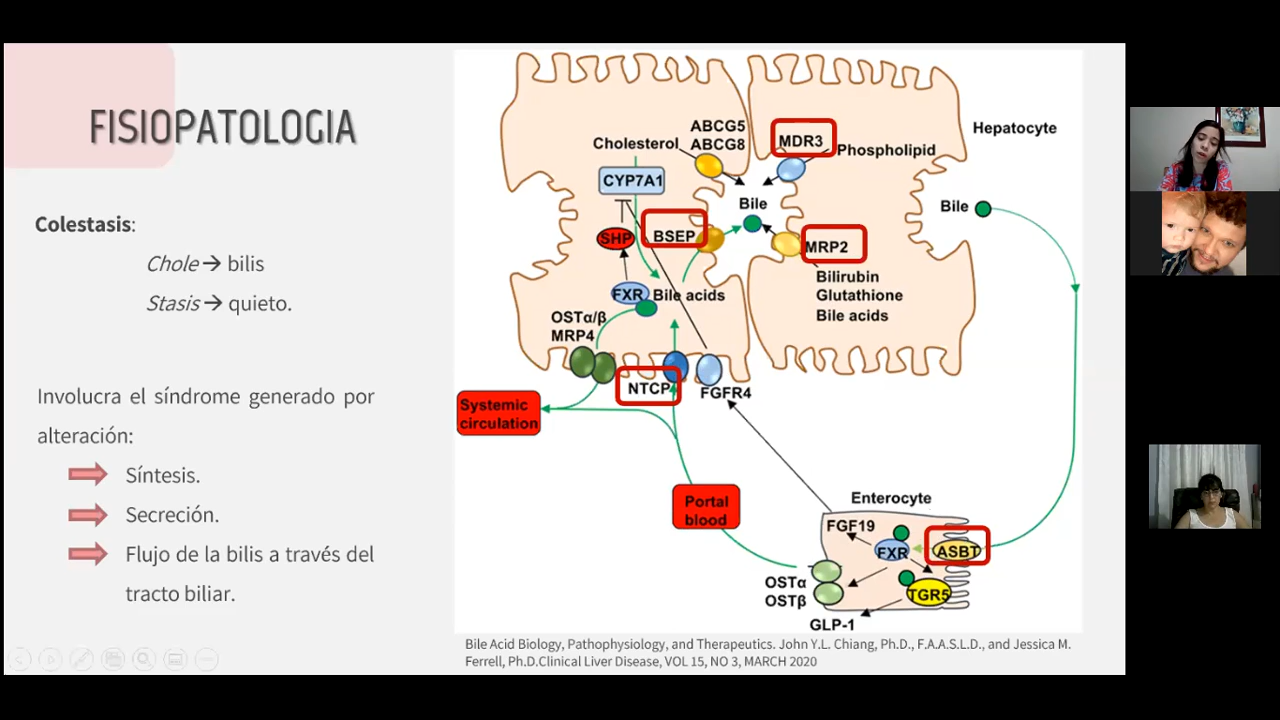 FISIOPATOLOGIA
Colestasis:
Chole → bilis
Stasis → quieto.
Involucra el síndrome generado por
alteración:
Síntesis.
Secreción.
Flujo de la bilis a través del
tracto biliar.
ABCG5
ABCG8
Cholesterol
MDR3
Phospholipid
Hepatocyte
CYP7A1
Bile
Bile
SHP
BSEP
MRP2
Bilirubin
Glutathione
Bile acids
FXR
Bile acids
OSTα/β
MRP4
NTCP
FGFR4
Systemic
circulation
Portal
blood
Enterocyte
FGF19
FXR
ASBT
OSTα
OSTβ
TGR5
GLP-1
Bile Acid Biology, Pathophysiology, and Therapeutics. John Y.L. Chiang, Ph.D., F.A.A.S.L.D., and Jessica M.
Ferrell, Ph.D.Clinical Liver Disease, VOL 15, NO 3, MARCH 2020